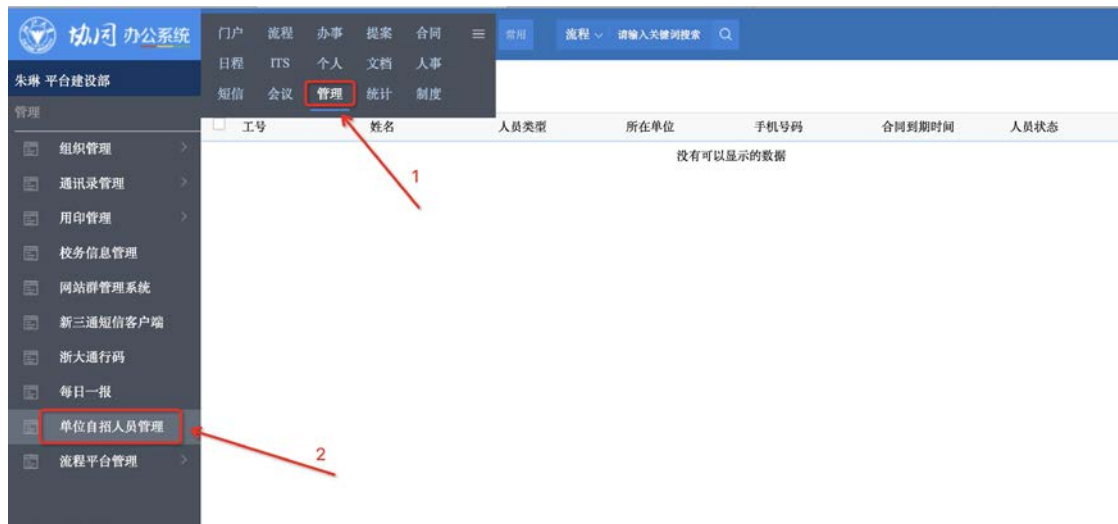 协同 办公系统
门户 流程 办事 提案 合同
常用 流程 请输入关键词搜索
日程 ITS 个人 文档 人事
朱琳 平台建设部
短信 会议 管理 统计 制度
管理
工号 姓名 人员类型 所在单位 手机号码 合同到期时间 人员状态
没有可以显示的数据
1
组织管理
通讯录管理
用印管理
校务信息管理
网站群管理系统
新三通短信客户端
浙大通行码
每日一报
单位自招人员管理
2
流程平台管理